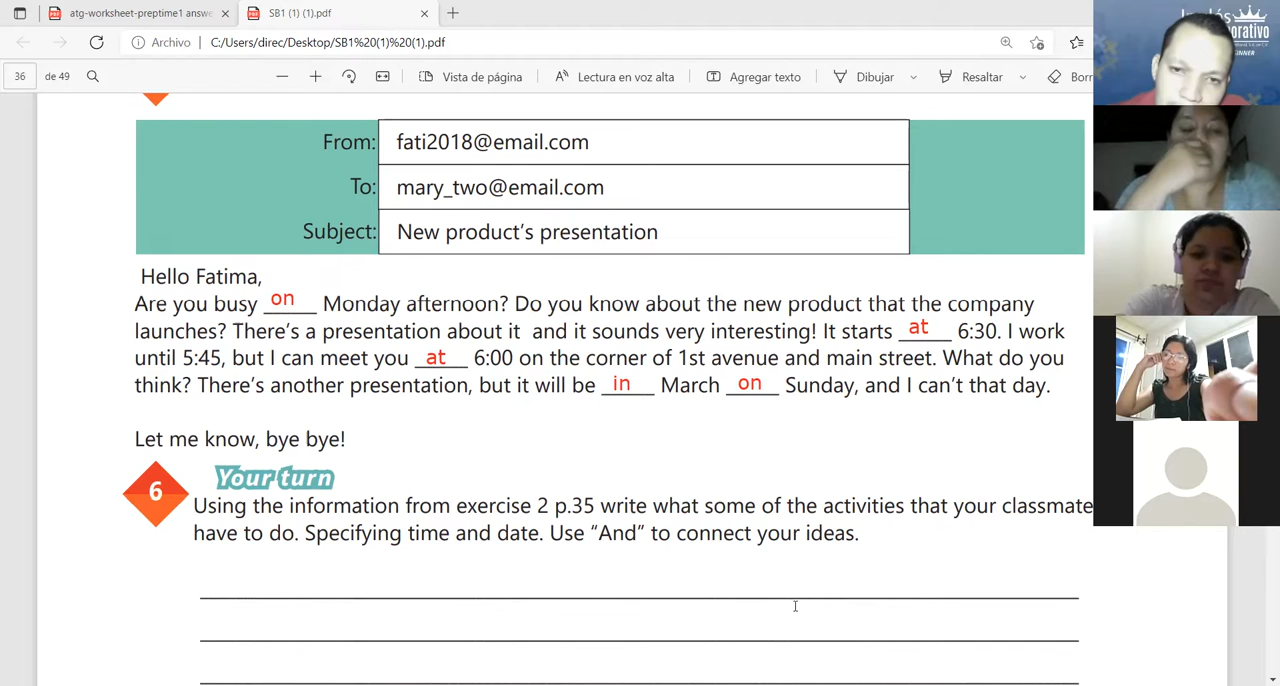 atg-worksheet-preptime1 answe
SB1 (1) (1).pdf
Archivo
C:/Users/direc/Desktop/SB1%20(1)%20(1).pdf
36
de 49
Vista de página
Lectura en voz alta
Agregar texto
Dibujar
Resaltar
Borr
Inglés
orativo
NNER
From: fati2018@email.com
To: mary_two@email.com
Subject: New product's presentation
Hello Fatima,
Are you busy on Monday afternoon? Do you know about the new product that the company
launches? There's a presentation about it and it sounds very interesting! It starts at 6:30. I work
until 5:45, but I can meet you at 6:00 on the corner of 1st avenue and main street. What do you
think? There's another presentation, but it will be in March on Sunday, and I can't that day.
Let me know, bye bye!
6
Your turn
Using the information from exercise 2 p.35 write what some of the activities that your classmate
have to do. Specifying time and date. Use “And” to connect your ideas.